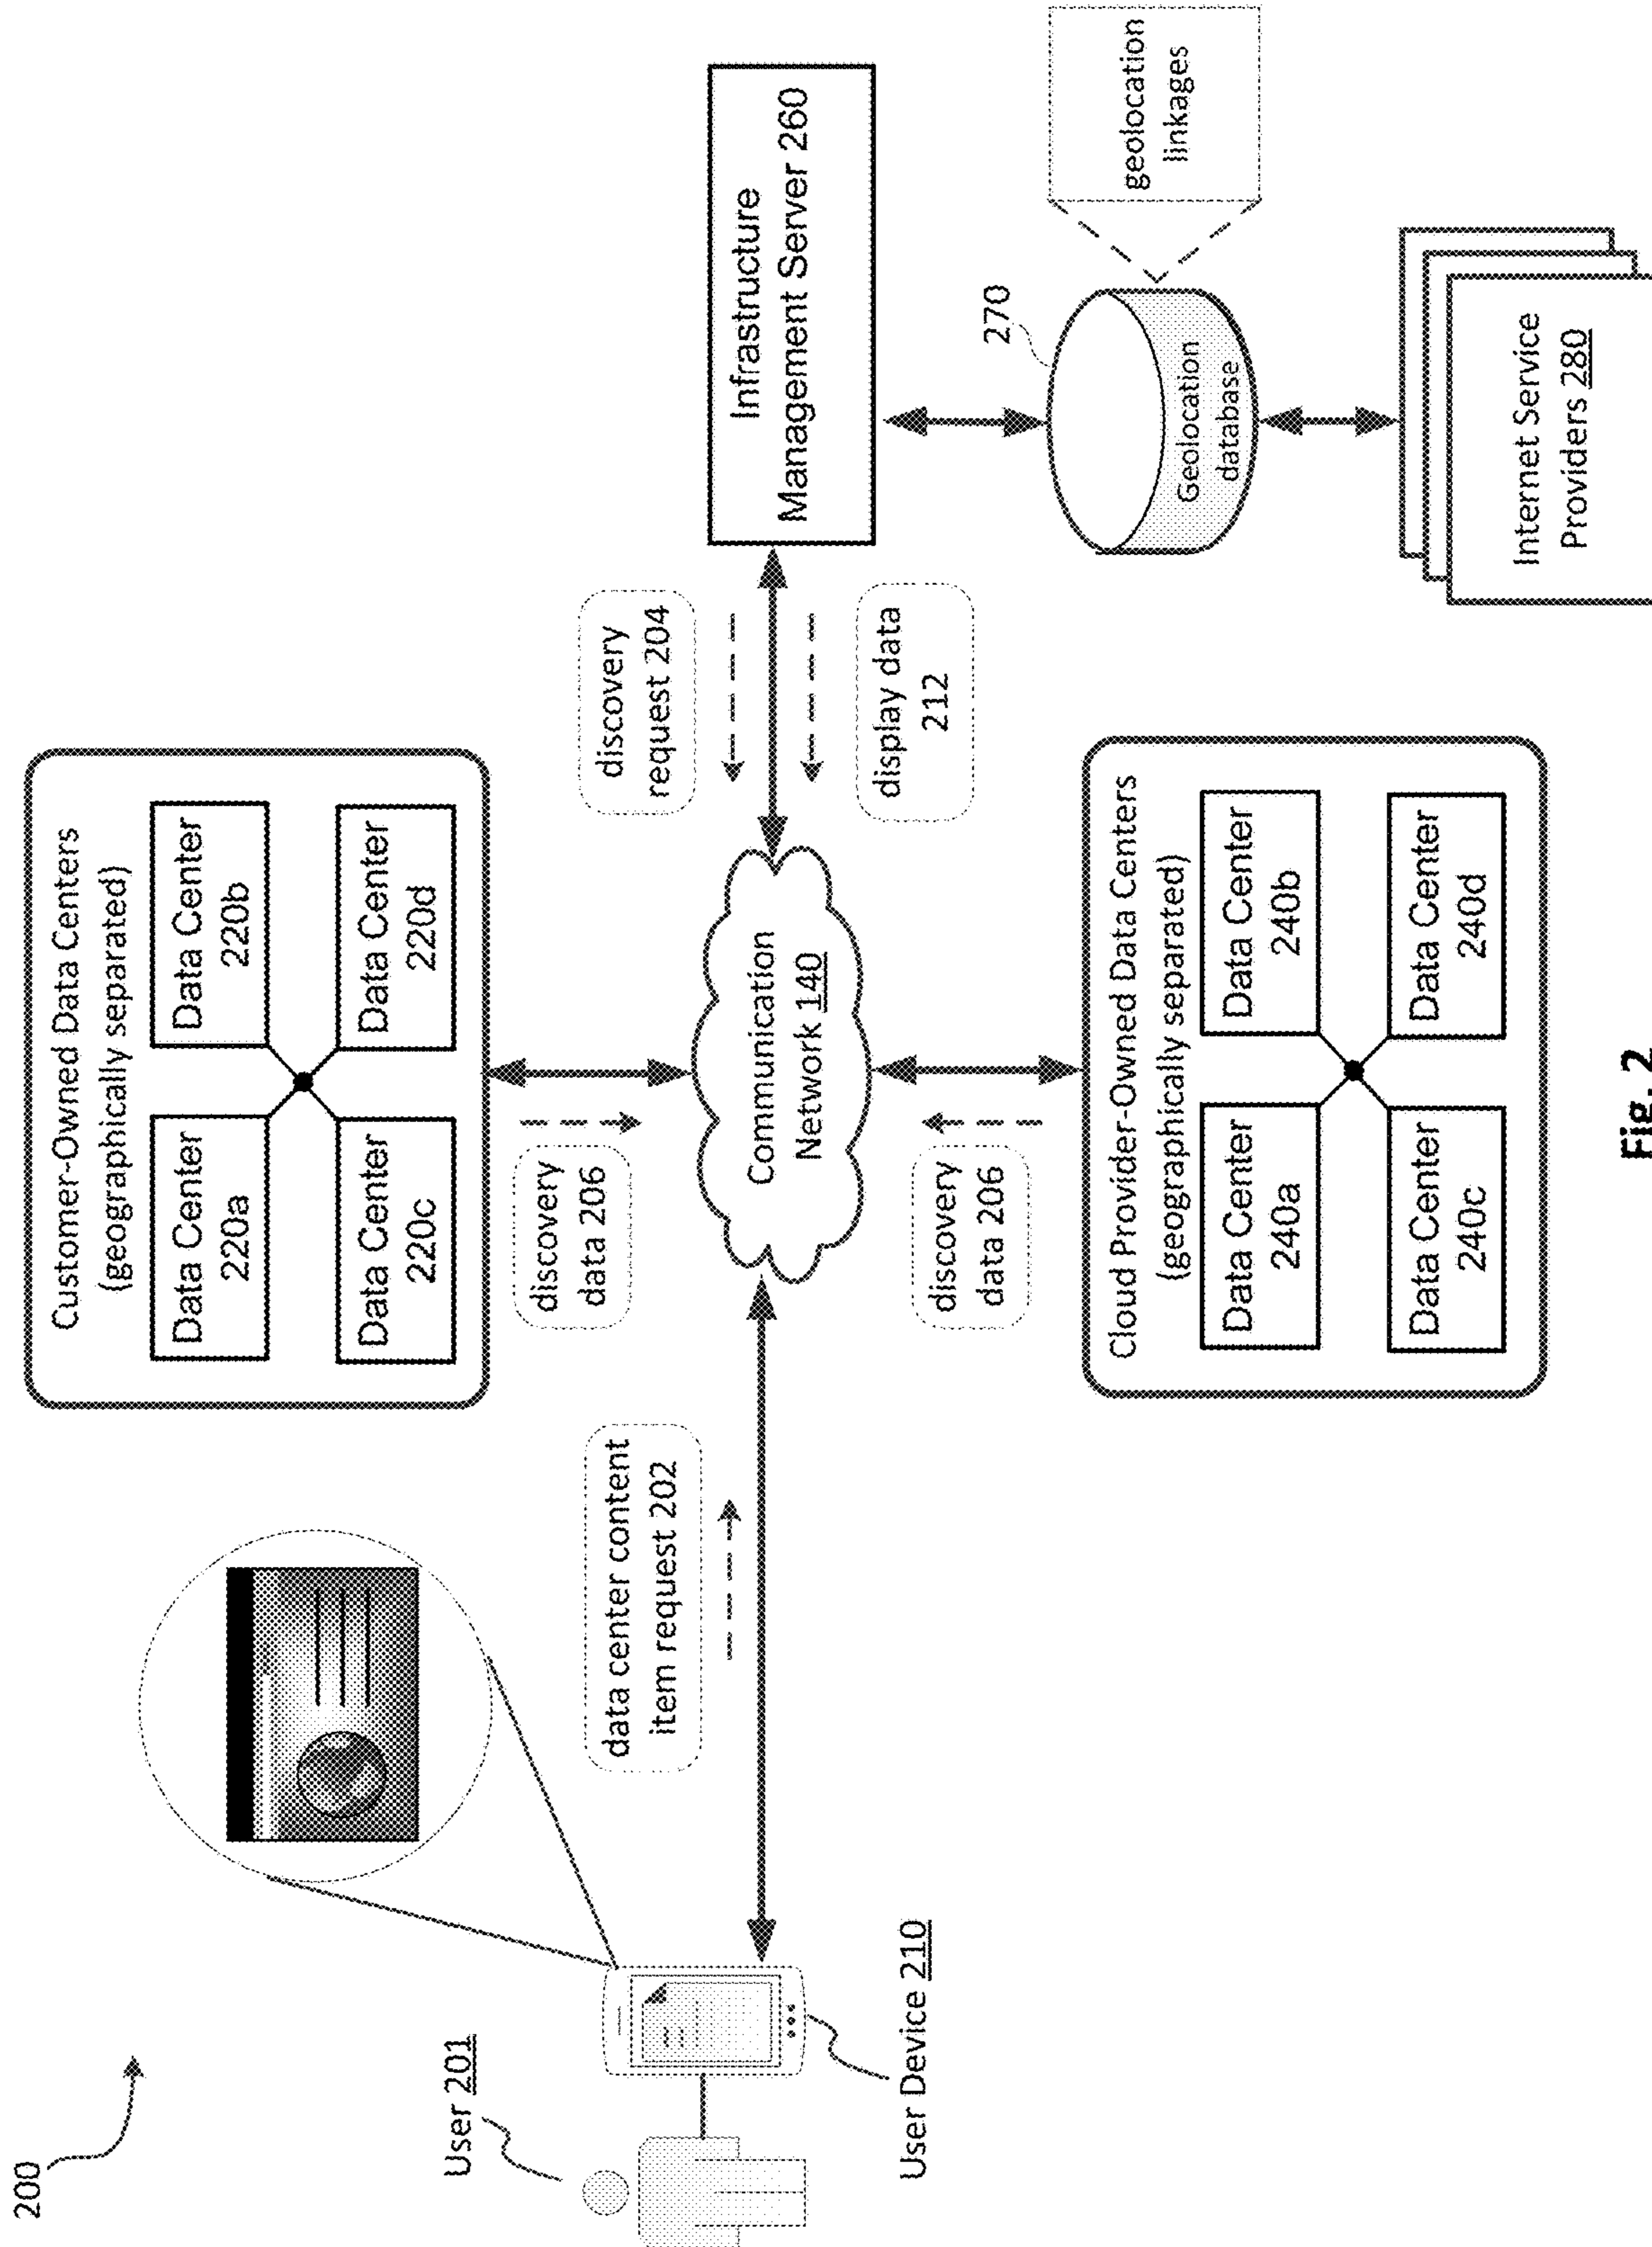 200
Customer-Owned Data Centers
(geographically separated)
Data Center
220a
Data Center
220b
Data Center
220c
Data Center
220d
User 201
User Device 210
data center content
item request 202
discovery
data 206
discovery
request 204
Communication
Network 140
display data
212
Infrastructure
Management Server 260
discovery
data 206
270
Geolocation
database
geolocation
linkages
Cloud Provider-Owned Data Centers
(geographically separated)
Data Center
240a
Data Center
240b
Data Center
240c
Data Center
240d
Internet Service
Providers 280
Fig. 2